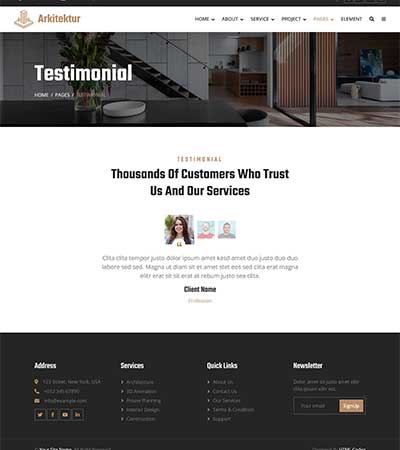 Arkitektur
HOME ABOUT SERVICE PROJECT PAGES ELEMENT
Testimonial
HOME / PAGES / TESTIMONIAL
TESTIMONIAL
Thousands Of Customers Who Trust
Us And Our Services
Clita clita tempor justo dolor ipsum amet kasd amet duo justo duo duo
labore sed sed. Magna ut diam sit et amet stet eos sed clita erat magna
elitr erat sit sit erat at rebum justo sea clita.
Client Name
Profession
Address
123 Street, New York, USA
+012 345 67890
info@example.com
Services
Architecture
3D Animation
House Planning
Interior Design
Construction
Quick Links
About Us
Contact Us
Our Services
Terms & Condition
Support
Newsletter
Dolor amet sit justo amet elitr
clita ipsum elitr est.
Your email
SignUp
© Your Site Name, All Right Reserved.
Designed By HTML Codex